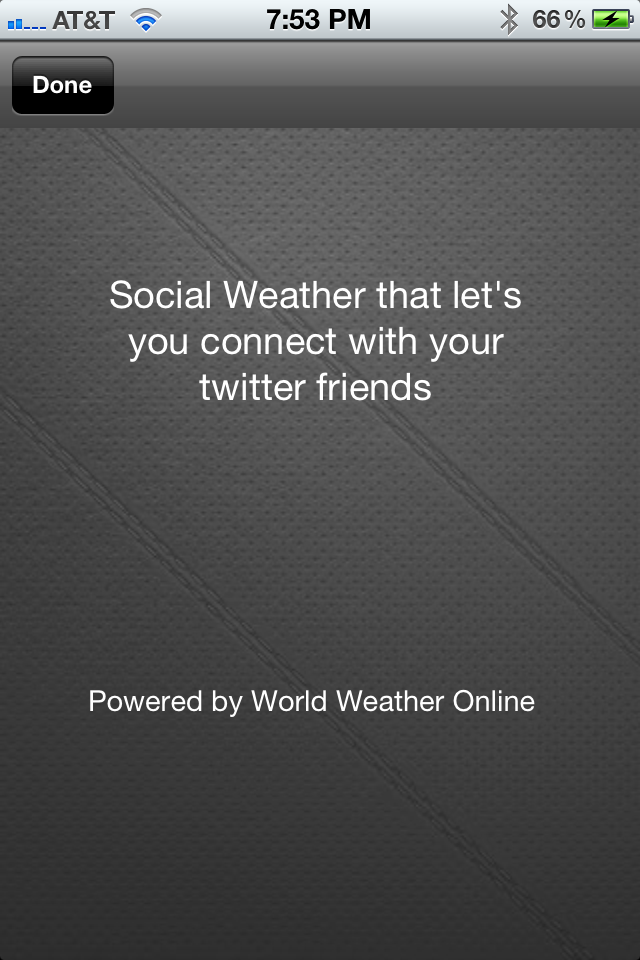 AT&T 7:53 PM 66%
Done
Social Weather that let's
you connect with your
twitter friends
Powered by World Weather Online